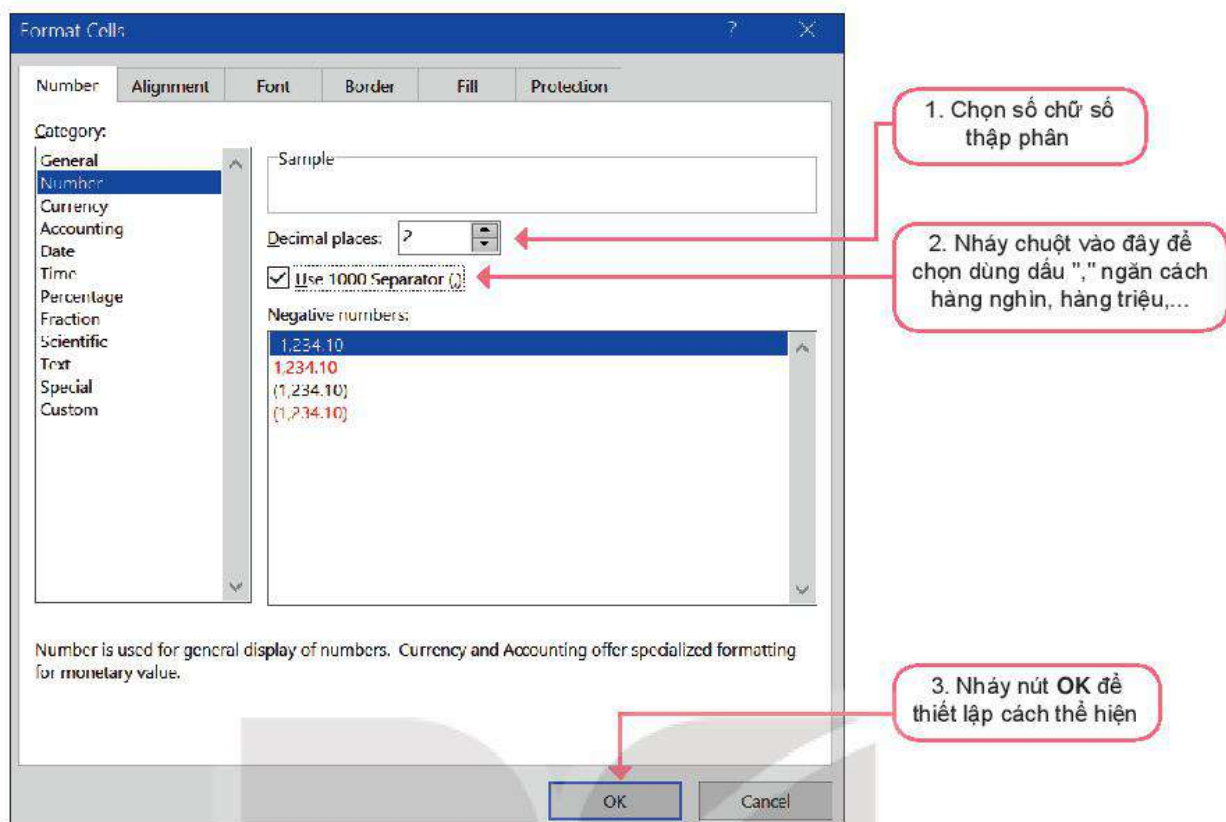 Format Cells
Number Alignment Font Border Fill Protection
Category:
General
Number
Currency
Accounting
Date
Time
Percentage
Fraction
Scientific
Text
Special
Custom
Sample
Decimal places: 2
Use 1000 Separator (,)
Negative numbers:
-1,234.10
1,234.10
(1,234.10)
(1,234.10)
Number is used for general display of numbers. Currency and Accounting offer specialized formatting
for monetary value.
OK Cancel
1. Chọn số chữ số
thập phân
2. Nháy chuột vào đây để
chọn dùng dấu "," ngăn cách
hàng nghìn, hàng triệu,...
3. Nháy nút OK để
thiết lập cách thể hiện